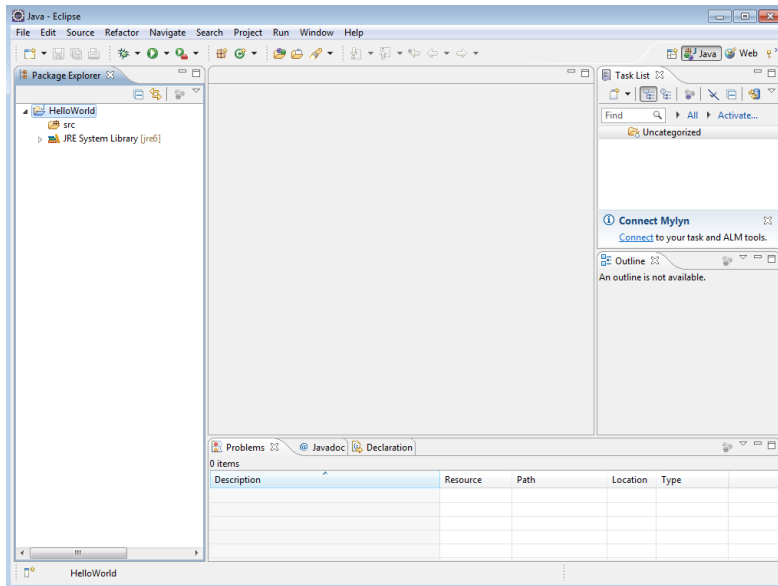 Java - Eclipse
File Edit Source Refactor Navigate Search Project Run Window Help
Java Web
Package Explorer
HelloWorld
src
JRE System Library [jre6]
Task List
Find All Activate...
Uncategorized
Connect Mylyn
Connect to your task and ALM tools.
Outline
An outline is not available.
Problems @ Javadoc Declaration
0 items
Description Resource Path Location Type
HelloWorld